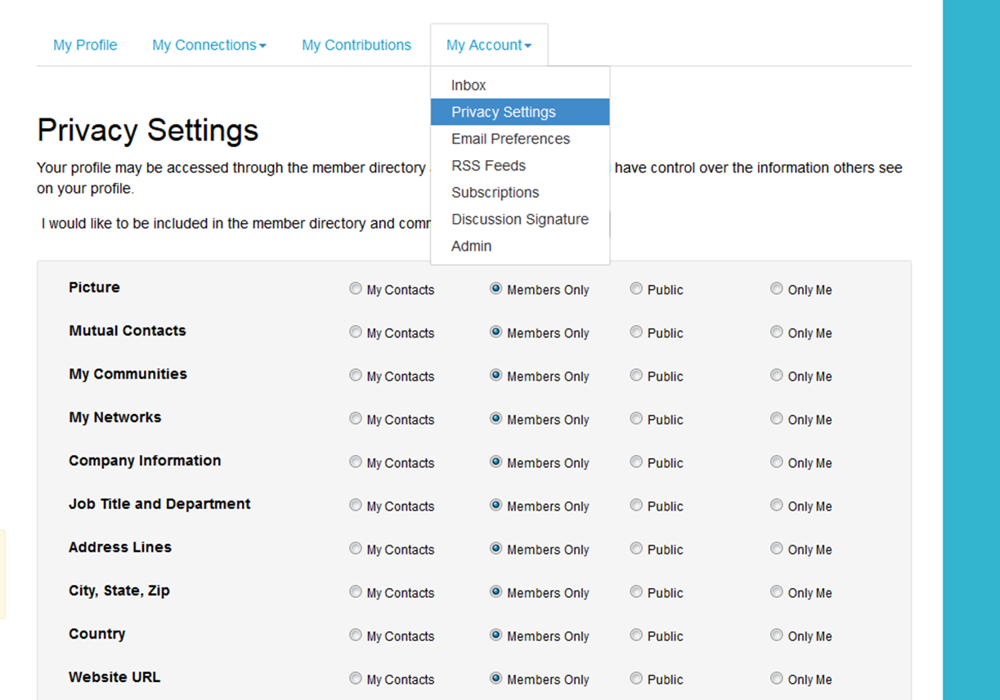 My Profile My Connections My Contributions My Account
Inbox
Privacy Settings
Email Preferences
RSS Feeds
Subscriptions
Discussion Signature
Admin
Privacy Settings
Your profile may be accessed through the member directory have control over the information others see
on your profile.
I would like to be included in the member directory and
Picture My Contacts Members Only Public Only Me
Mutual Contacts My Contacts Members Only Public Only Me
My Communities My Contacts Members Only Public Only Me
My Networks My Contacts Members Only Public Only Me
Company Information My Contacts Members Only Public Only Me
Job Title and Department My Contacts Members Only Public Only Me
Address Lines My Contacts Members Only Public Only Me
City, State, Zip My Contacts Members Only Public Only Me
Country My Contacts Members Only Public Only Me
Website URL My Contacts Members Only Public Only Me